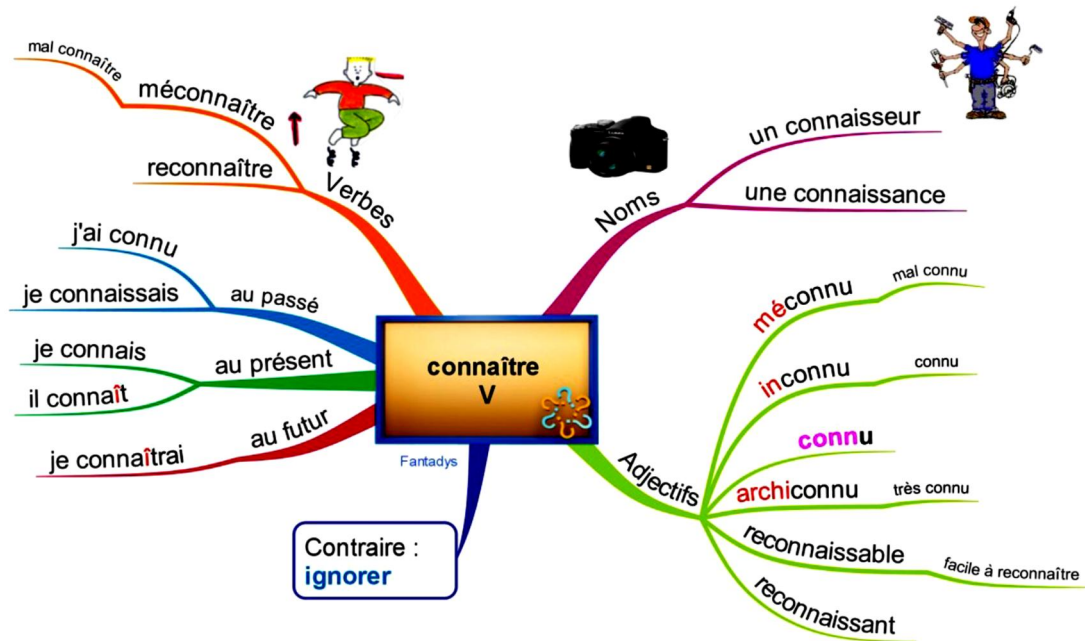 mal connaître
méconnaître
reconnaître
Verbes
j'ai connu
je connaissais
au passé
je connais
il connaît
au présent
je connaîtrai
au futur
connaître
V
Fantadys
Contraire :
ignorer
Noms
un connaisseur
une connaissance
Adjectifs
méconnu
mal connu
inconnu
connu
connu
archiconnu
très connu
reconnaissable
facile à reconnaître
reconnaissant